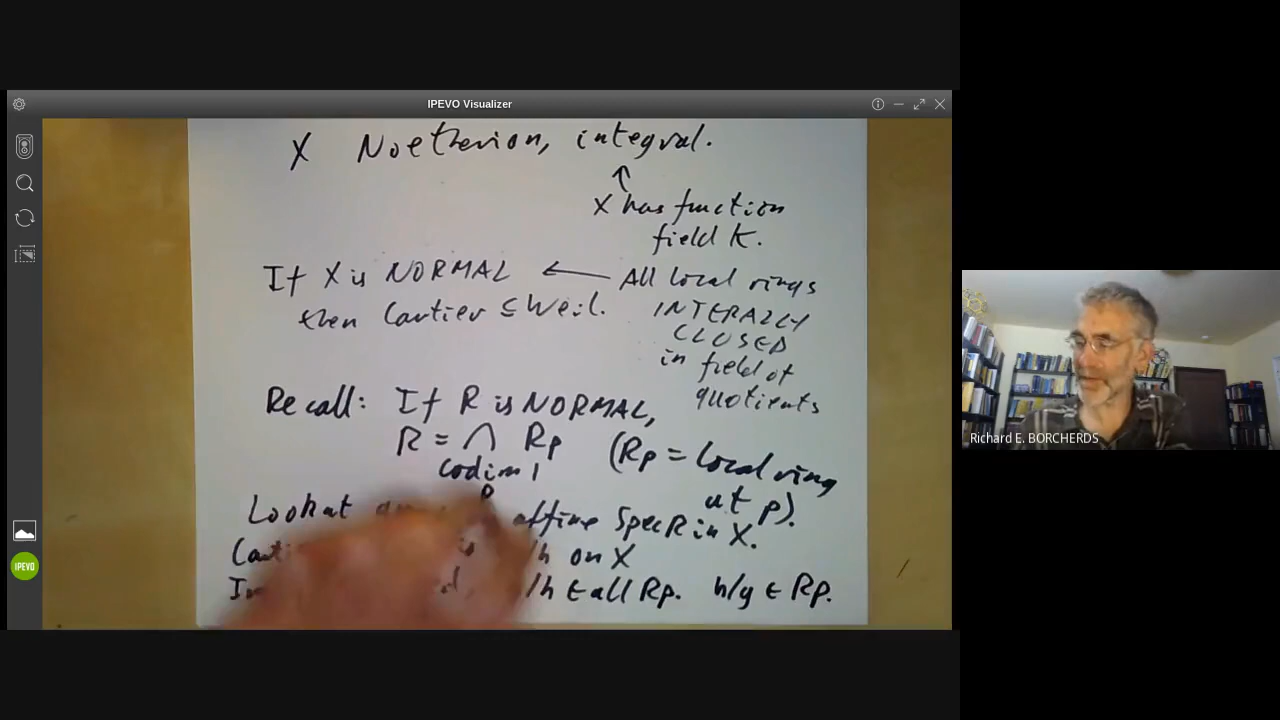 IPEVO Visualizer
X Noetherian, integral.
↑
X has function
field K.
If X is NORMAL ← All local rings
then Cartier ⊆ Weil. INTERALLY
CLOSED
in field of
quotients
Recall: If R is NORMAL,
R = ∩ Rp (Rp = local ring
codim 1 at p).
p
Look at affine Spec R in X.
/h on X
/h ∈ all Rp. h/g ∈ Rp.
IPEVO
Richard E. BORCHERDS